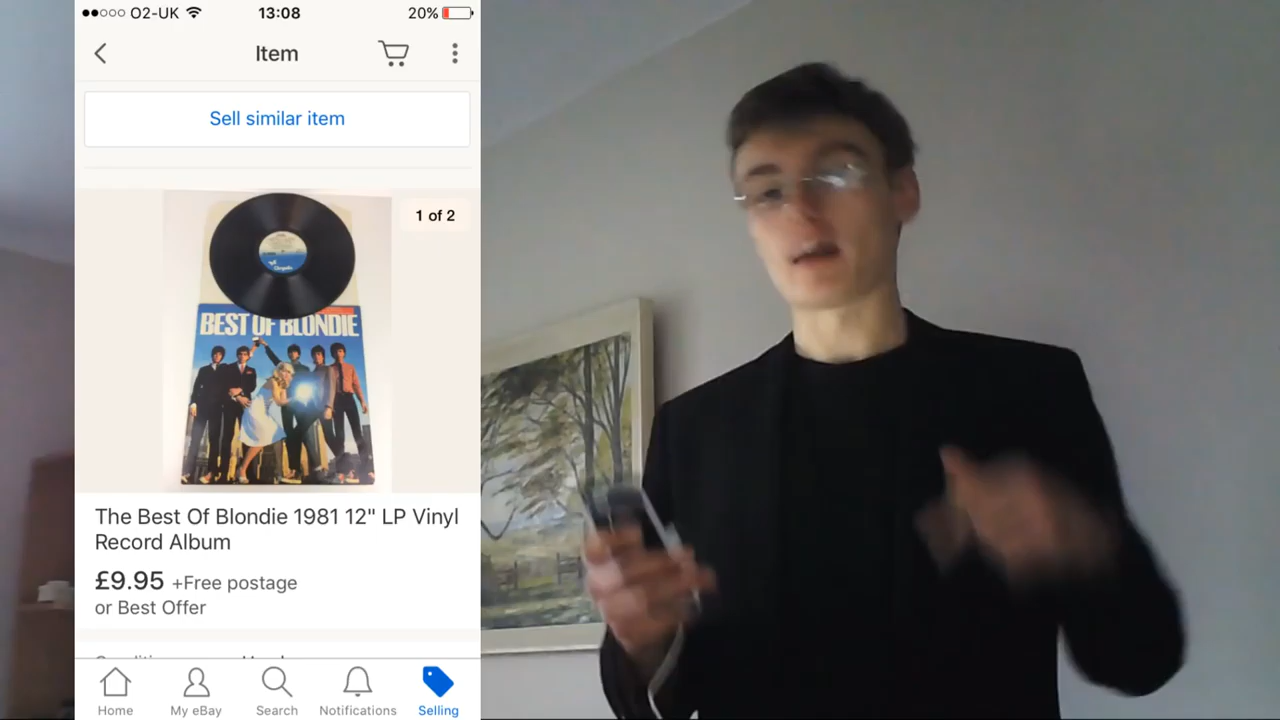 O2-UK 13:08 20%
Item
Sell similar item
1 of 2
Chrysalis
BEST OF BLONDIE
The Best Of Blondie 1981 12" LP Vinyl
Record Album
£9.95 +Free postage
or Best Offer
Home My eBay Search Notifications Selling